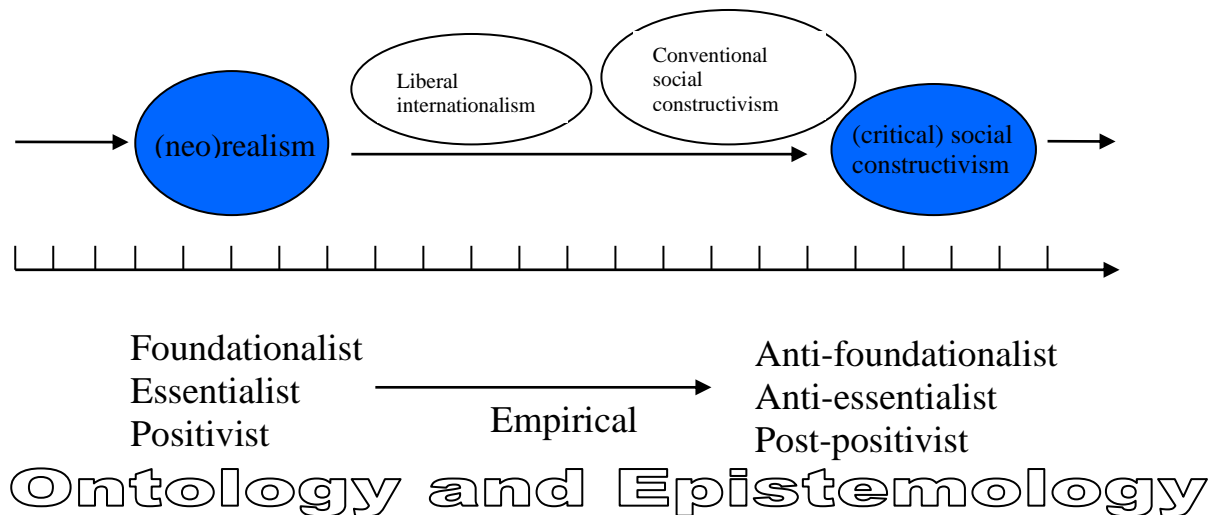 (neo)realism
Liberal
internationalism
Conventional
social
constructivism
(critical) social
constructivism
Foundationalist
Essentialist
Positivist
Empirical
Anti-foundationalist
Anti-essentialist
Post-positivist
Ontology and Epistemology